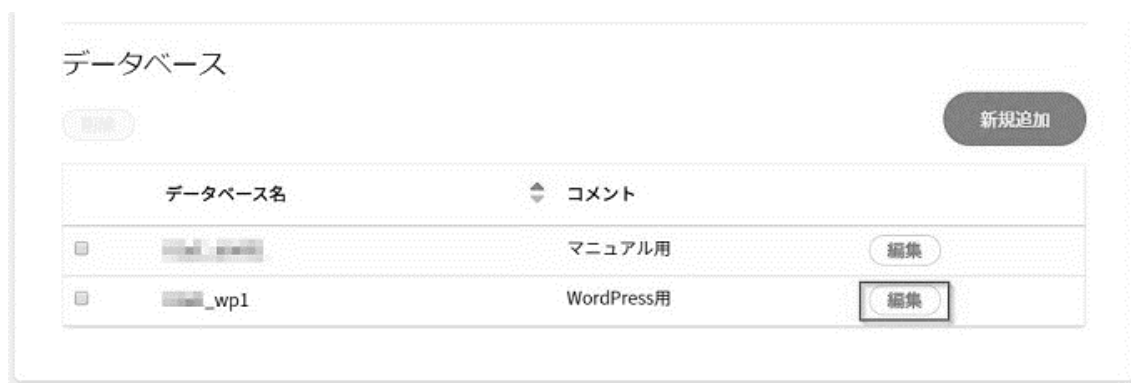 データベース
削除
新規追加
データベース名 コメント
マニュアル用 編集
_wp1 WordPress用 編集